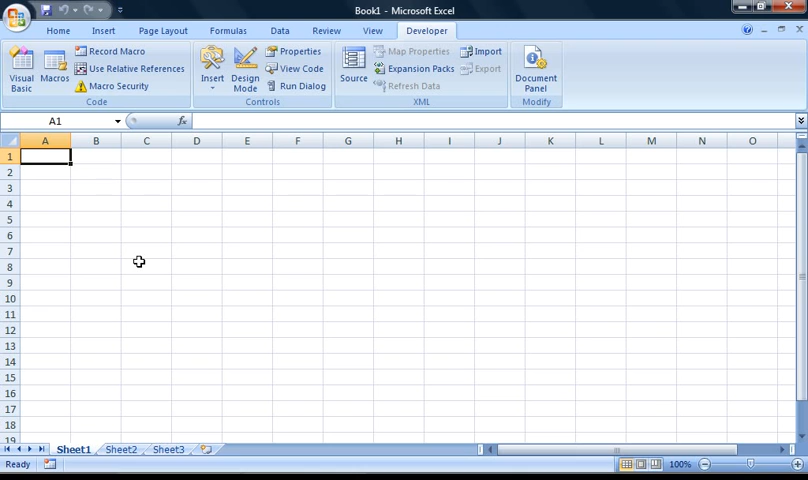 Book1 - Microsoft Excel
Home Insert Page Layout Formulas Data Review View Developer
Visual Basic
Macros
Record Macro
Use Relative References
Macro Security
Code
Insert
Design Mode
Properties
View Code
Run Dialog
Controls
Source
Map Properties
Expansion Packs
Refresh Data
Import
Export
XML
Document Panel
Modify
A1 fx
A B C D E F G H I J K L M N O
1
2
3
4
5
6
7
8
9
10
11
12
13
14
15
16
17
18
19
Sheet1 Sheet2 Sheet3
Ready 100%